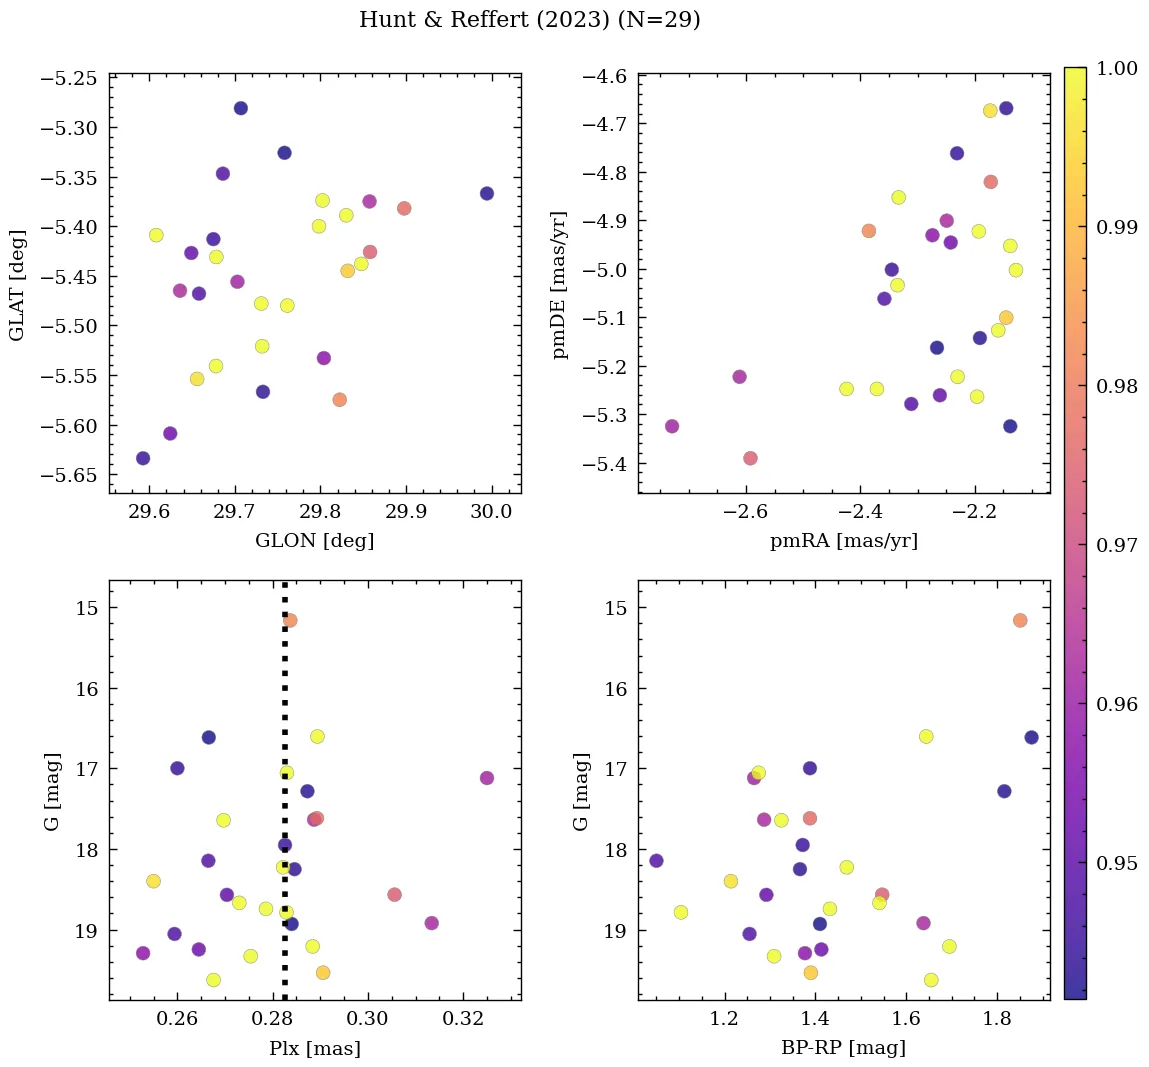 Hunt & Reffert (2023) (N=29)
−5.25
−5.30
−5.35
−5.40
−5.45
−5.50
−5.55
−5.60
−5.65
GLAT [deg]
29.6 29.7 29.8 29.9 30.0
GLON [deg]
−4.6
−4.7
−4.8
−4.9
−5.0
−5.1
−5.2
−5.3
−5.4
pmDE [mas/yr]
−2.6 −2.4 −2.2
pmRA [mas/yr]
15
16
17
18
19
G [mag]
0.26 0.28 0.30 0.32
Plx [mas]
15
16
17
18
19
G [mag]
1.2 1.4 1.6 1.8
BP-RP [mag]
1.00
0.99
0.98
0.97
0.96
0.95